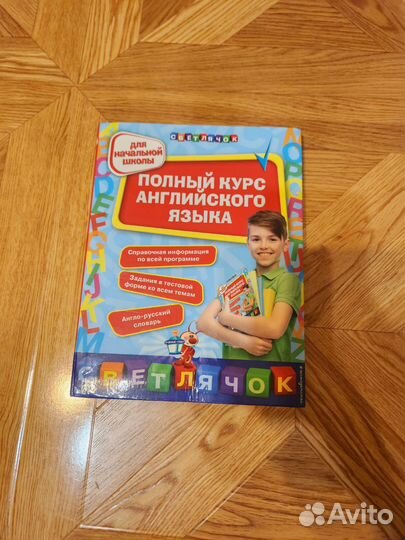 СВЕТЛЯЧОК
для
начальной
школы
ПОЛНЫЙ КУРС
АНГЛИЙСКОГО
ЯЗЫКА
Справочная информация
по всей программе
Задания в тестовой
форме ко всем темам
Англо-русский
словарь
СВЕТЛЯЧОК
Avito